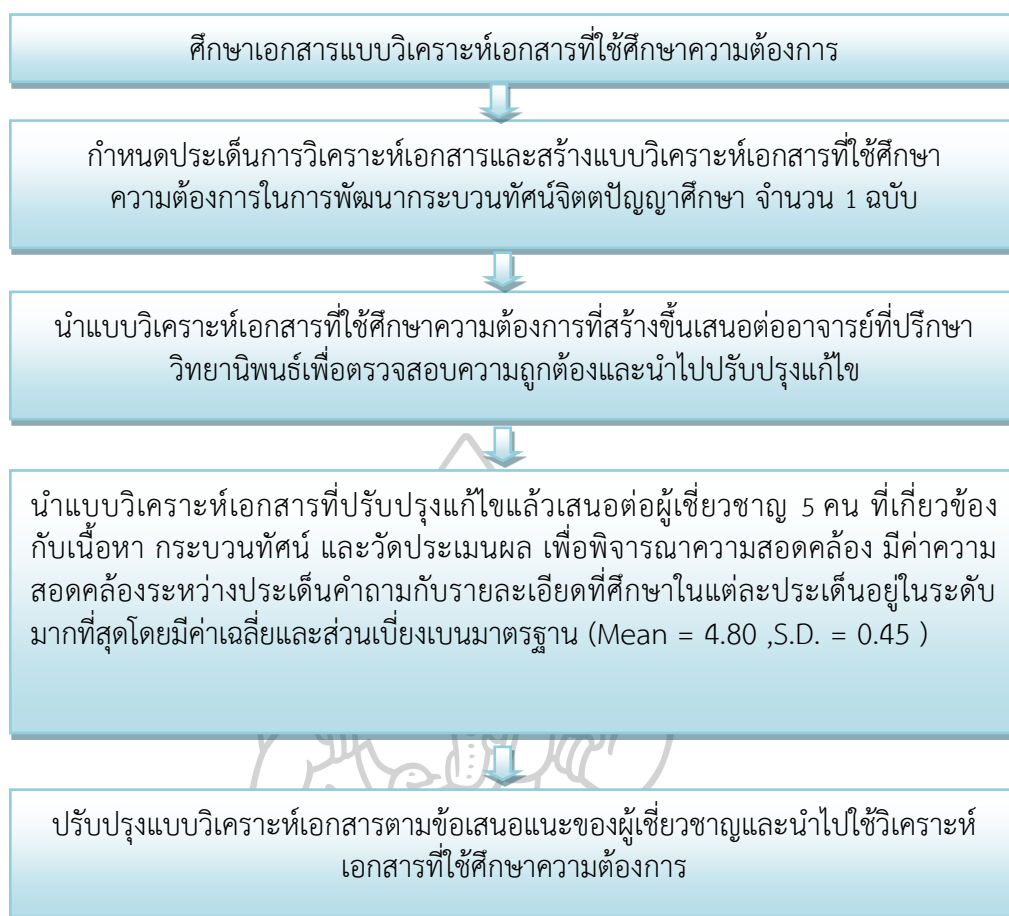 ศึกษาเอกสารแบบวิเคราะห์เอกสารที่ใช้ศึกษาความต้องการ
กำหนดประเด็นการวิเคราะห์เอกสารและสร้างแบบวิเคราะห์เอกสารที่ใช้ศึกษา
ความต้องการในการพัฒนากระบวนทัศน์จิตตปัญญาศึกษา จำนวน 1 ฉบับ
นำแบบวิเคราะห์เอกสารที่ใช้ศึกษาความต้องการที่สร้างขึ้นเสนอต่ออาจารย์ที่ปรึกษา
วิทยานิพนธ์เพื่อตรวจสอบความถูกต้องและนำไปปรับปรุงแก้ไข
นำแบบวิเคราะห์เอกสารที่ปรับปรุงแก้ไขแล้วเสนอต่อผู้เชี่ยวชาญ 5 คน ที่เกี่ยวข้อง
กับเนื้อหา กระบวนทัศน์ และวัดประเมนผล เพื่อพิจารณาความสอดคล้อง มีค่าความ
สอดคล้องระหว่างประเด็นคำถามกับรายละเอียดที่ศึกษาในแต่ละประเด็นอยู่ในระดับ
มากที่สุดโดยมีค่าเฉลี่ยและส่วนเบี่ยงเบนมาตรฐาน (Mean = 4.80 ,S.D. = 0.45 )
ปรับปรุงแบบวิเคราะห์เอกสารตามข้อเสนอแนะของผู้เชี่ยวชาญและนำไปใช้วิเคราะห์
เอกสารที่ใช้ศึกษาความต้องการ